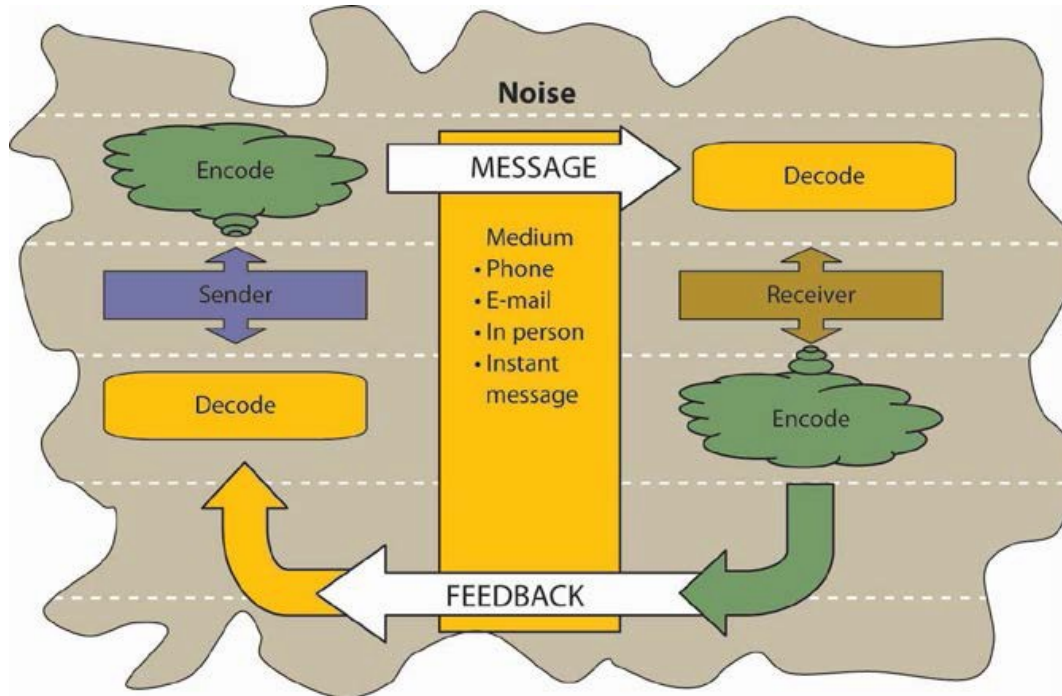 Noise
Encode
MESSAGE
Decode
Medium
• Phone
• E-mail
• In person
• Instant
message
Sender
Receiver
Decode
Encode
FEEDBACK